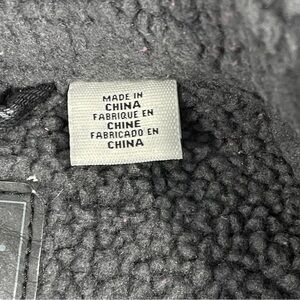 MADE IN
CHINA
FABRIQUE EN
CHINE
FABRICADO EN
CHINA